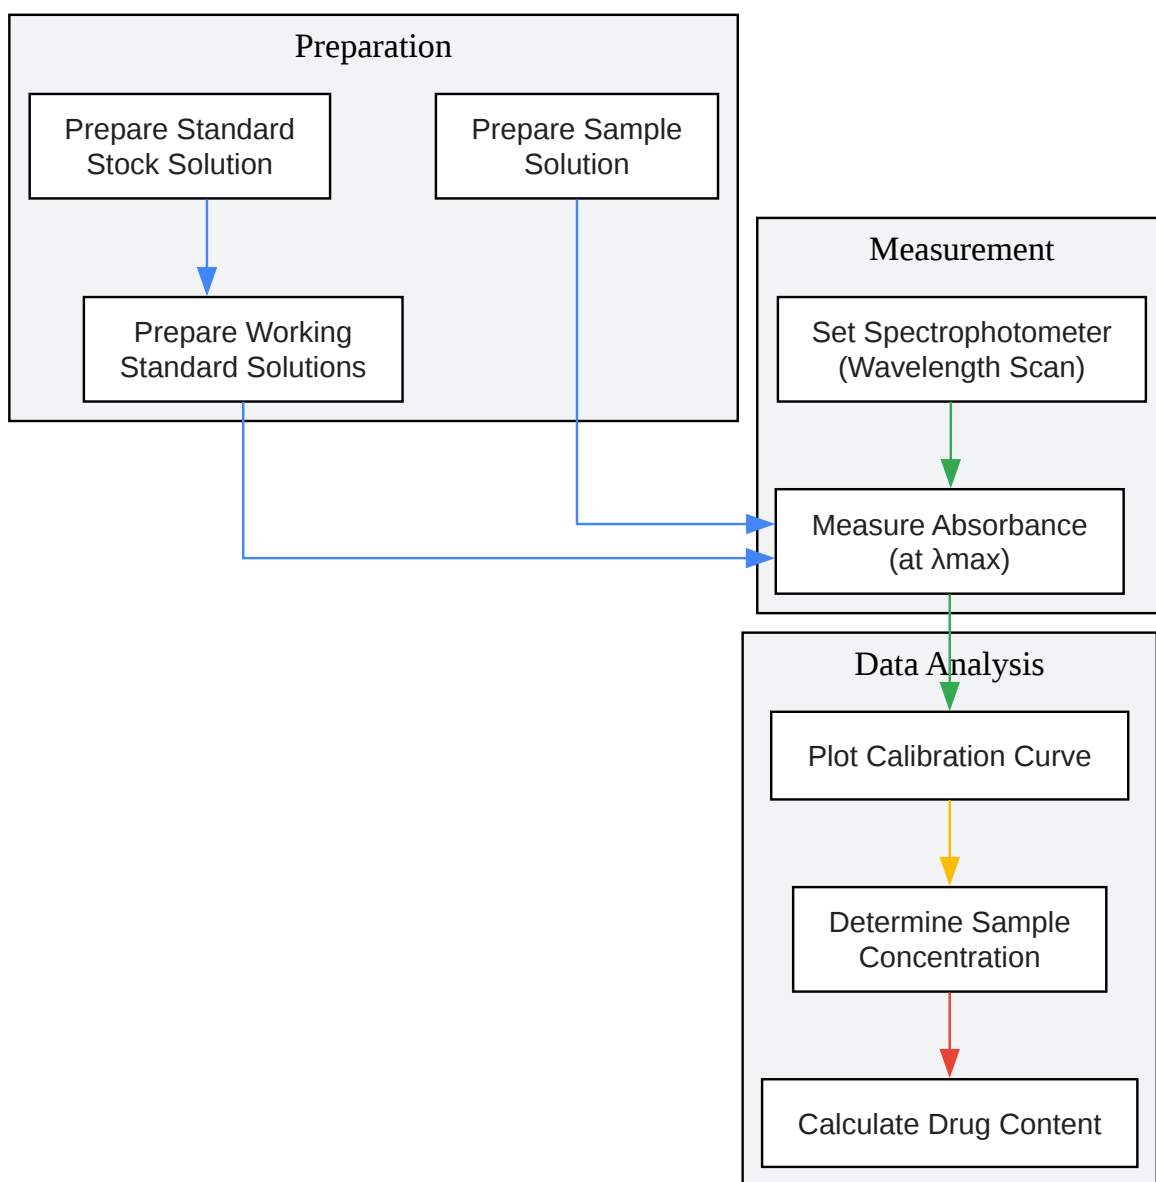 Preparation
Prepare Standard
Stock Solution
Prepare Sample
Solution
Prepare Working
Standard Solutions
Measurement
Set Spectrophotometer
(Wavelength Scan)
Measure Absorbance
(at λmax)
Data Analysis
Plot Calibration Curve
Determine Sample
Concentration
Calculate Drug Content